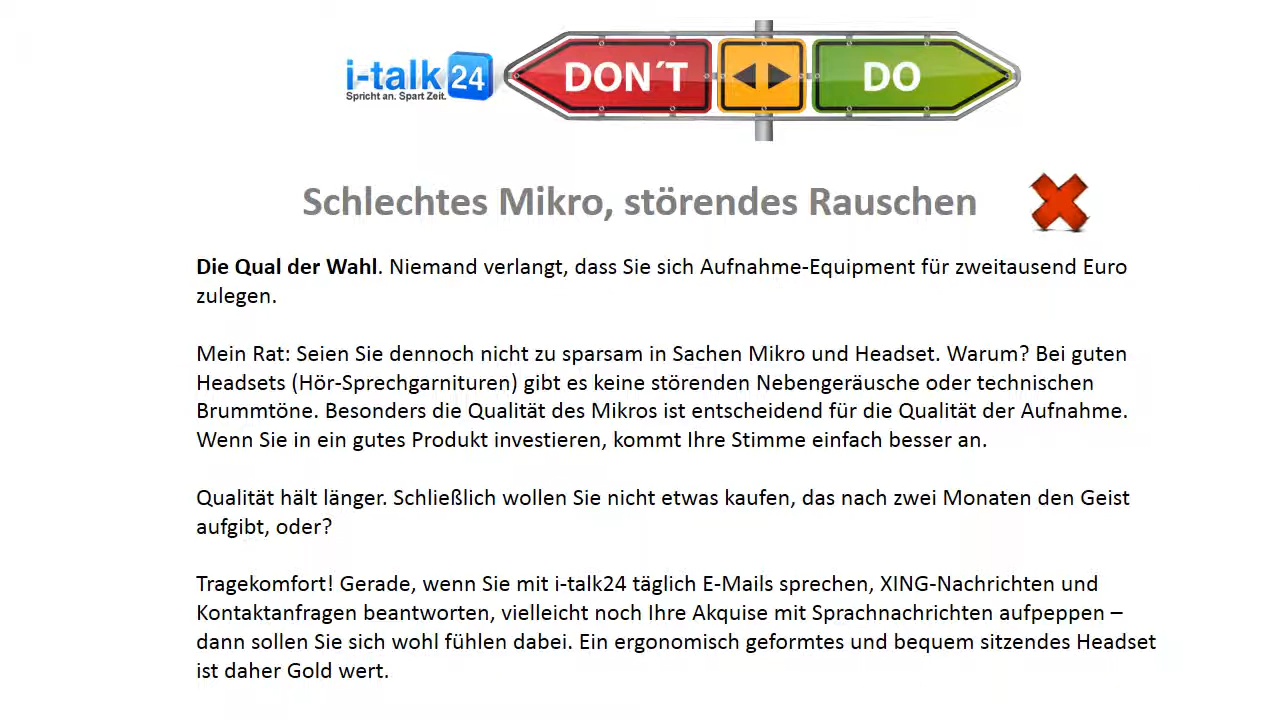 i-talk24
Spricht an. Spart Zeit.
DON´T
DO
Schlechtes Mikro, störendes Rauschen
Die Qual der Wahl. Niemand verlangt, dass Sie sich Aufnahme-Equipment für zweitausend Euro
zulegen.
Mein Rat: Seien Sie dennoch nicht zu sparsam in Sachen Mikro und Headset. Warum? Bei guten
Headsets (Hör-Sprechgarnituren) gibt es keine störenden Nebengeräusche oder technischen
Brummtöne. Besonders die Qualität des Mikros ist entscheidend für die Qualität der Aufnahme.
Wenn Sie in ein gutes Produkt investieren, kommt Ihre Stimme einfach besser an.
Qualität hält länger. Schließlich wollen Sie nicht etwas kaufen, das nach zwei Monaten den Geist
aufgibt, oder?
Tragekomfort! Gerade, wenn Sie mit i-talk24 täglich E-Mails sprechen, XING-Nachrichten und
Kontaktanfragen beantworten, vielleicht noch Ihre Akquise mit Sprachnachrichten aufpeppen –
dann sollen Sie sich wohl fühlen dabei. Ein ergonomisch geformtes und bequem sitzendes Headset
ist daher Gold wert.